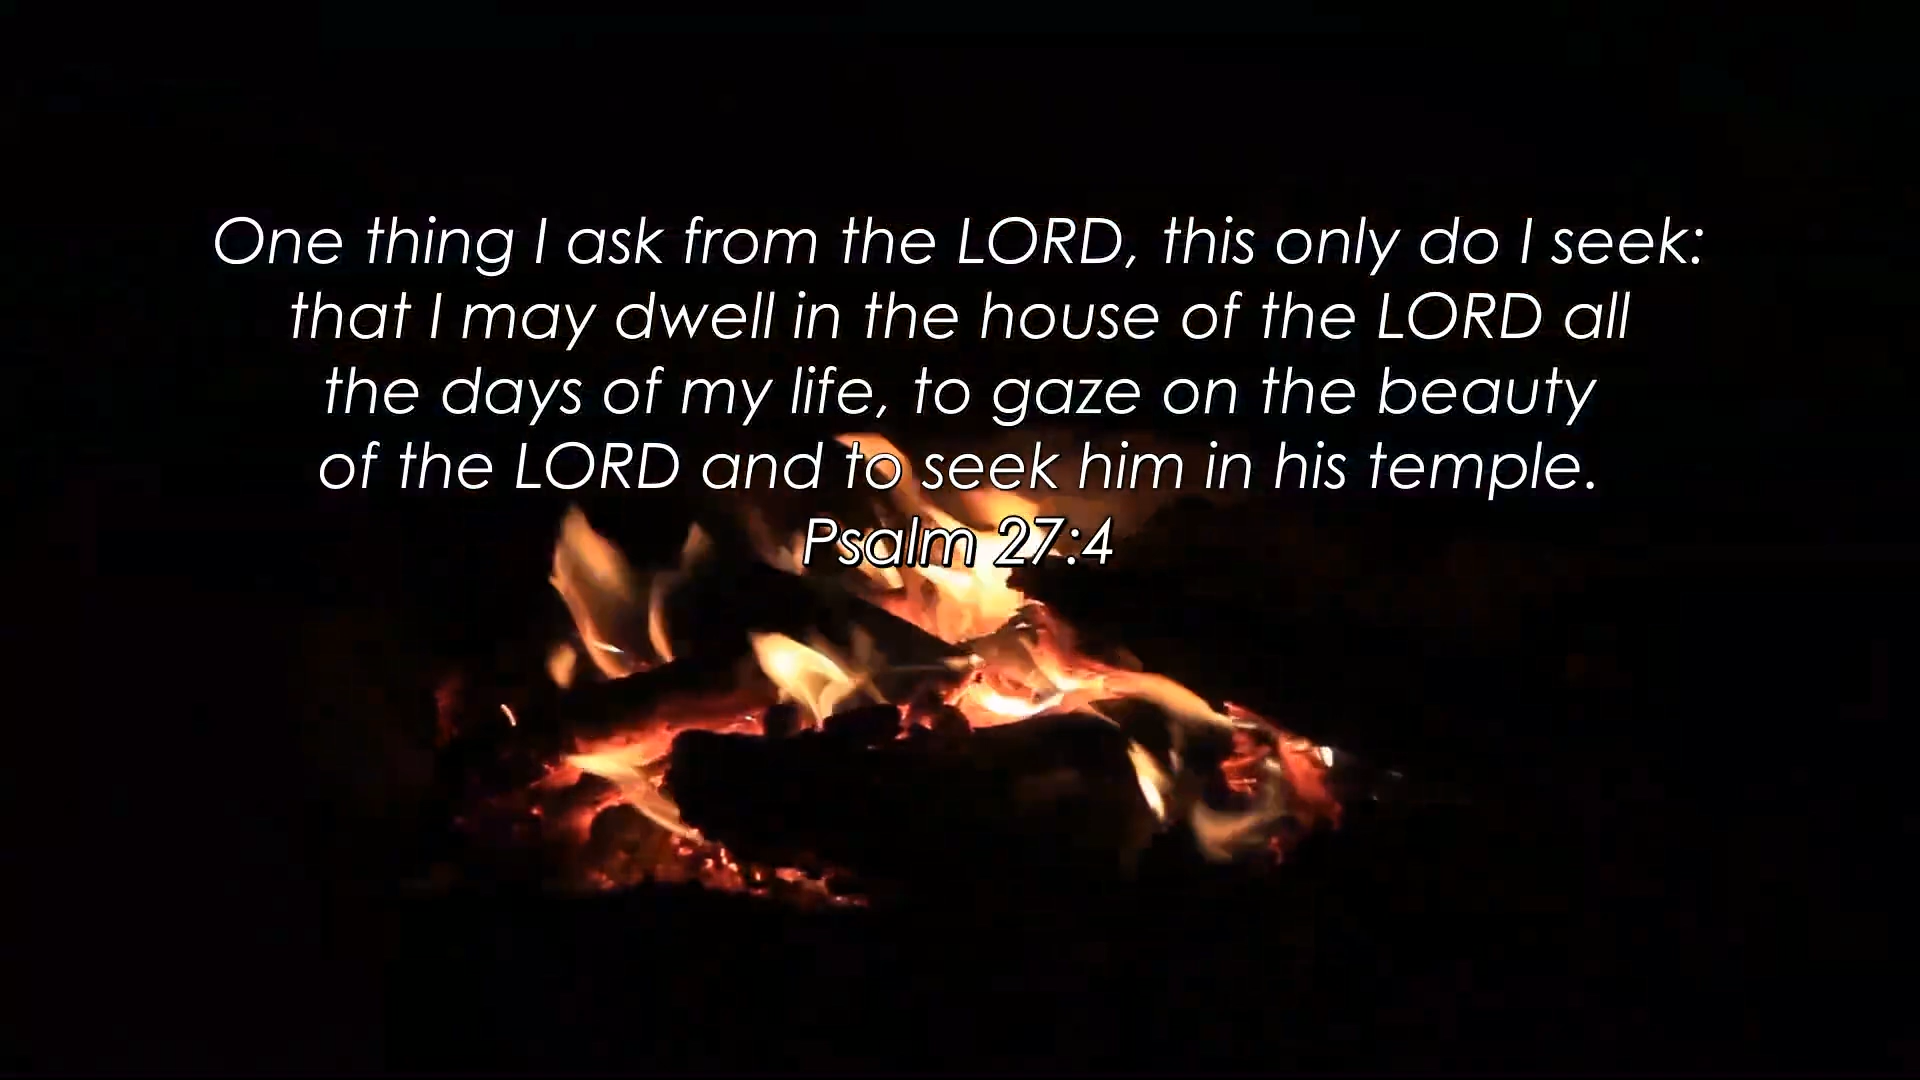 One thing I ask from the LORD, this only do I seek:
that I may dwell in the house of the LORD all
the days of my life, to gaze on the beauty
of the LORD and to seek him in his temple.
Psalm 27:4